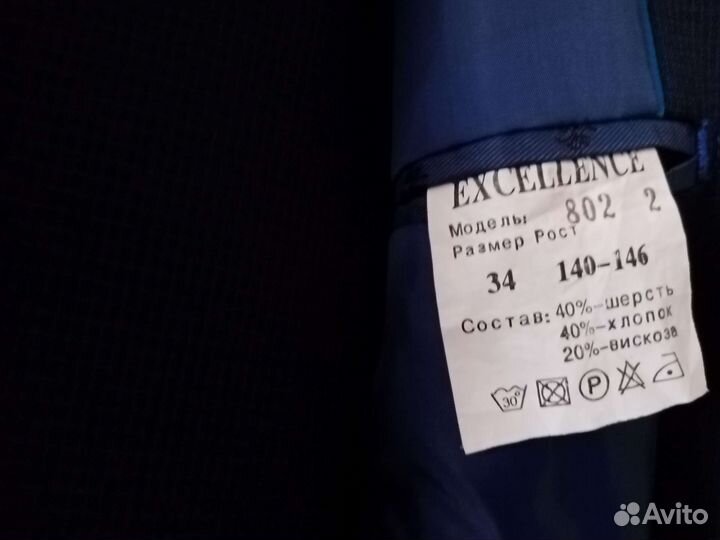 EXCELLENCE
Модель: 802 2
Размер Рост
34 140-146
Состав: 40%-шерсть
40%-хлопок
20%-вискоза
30°
P
Avito